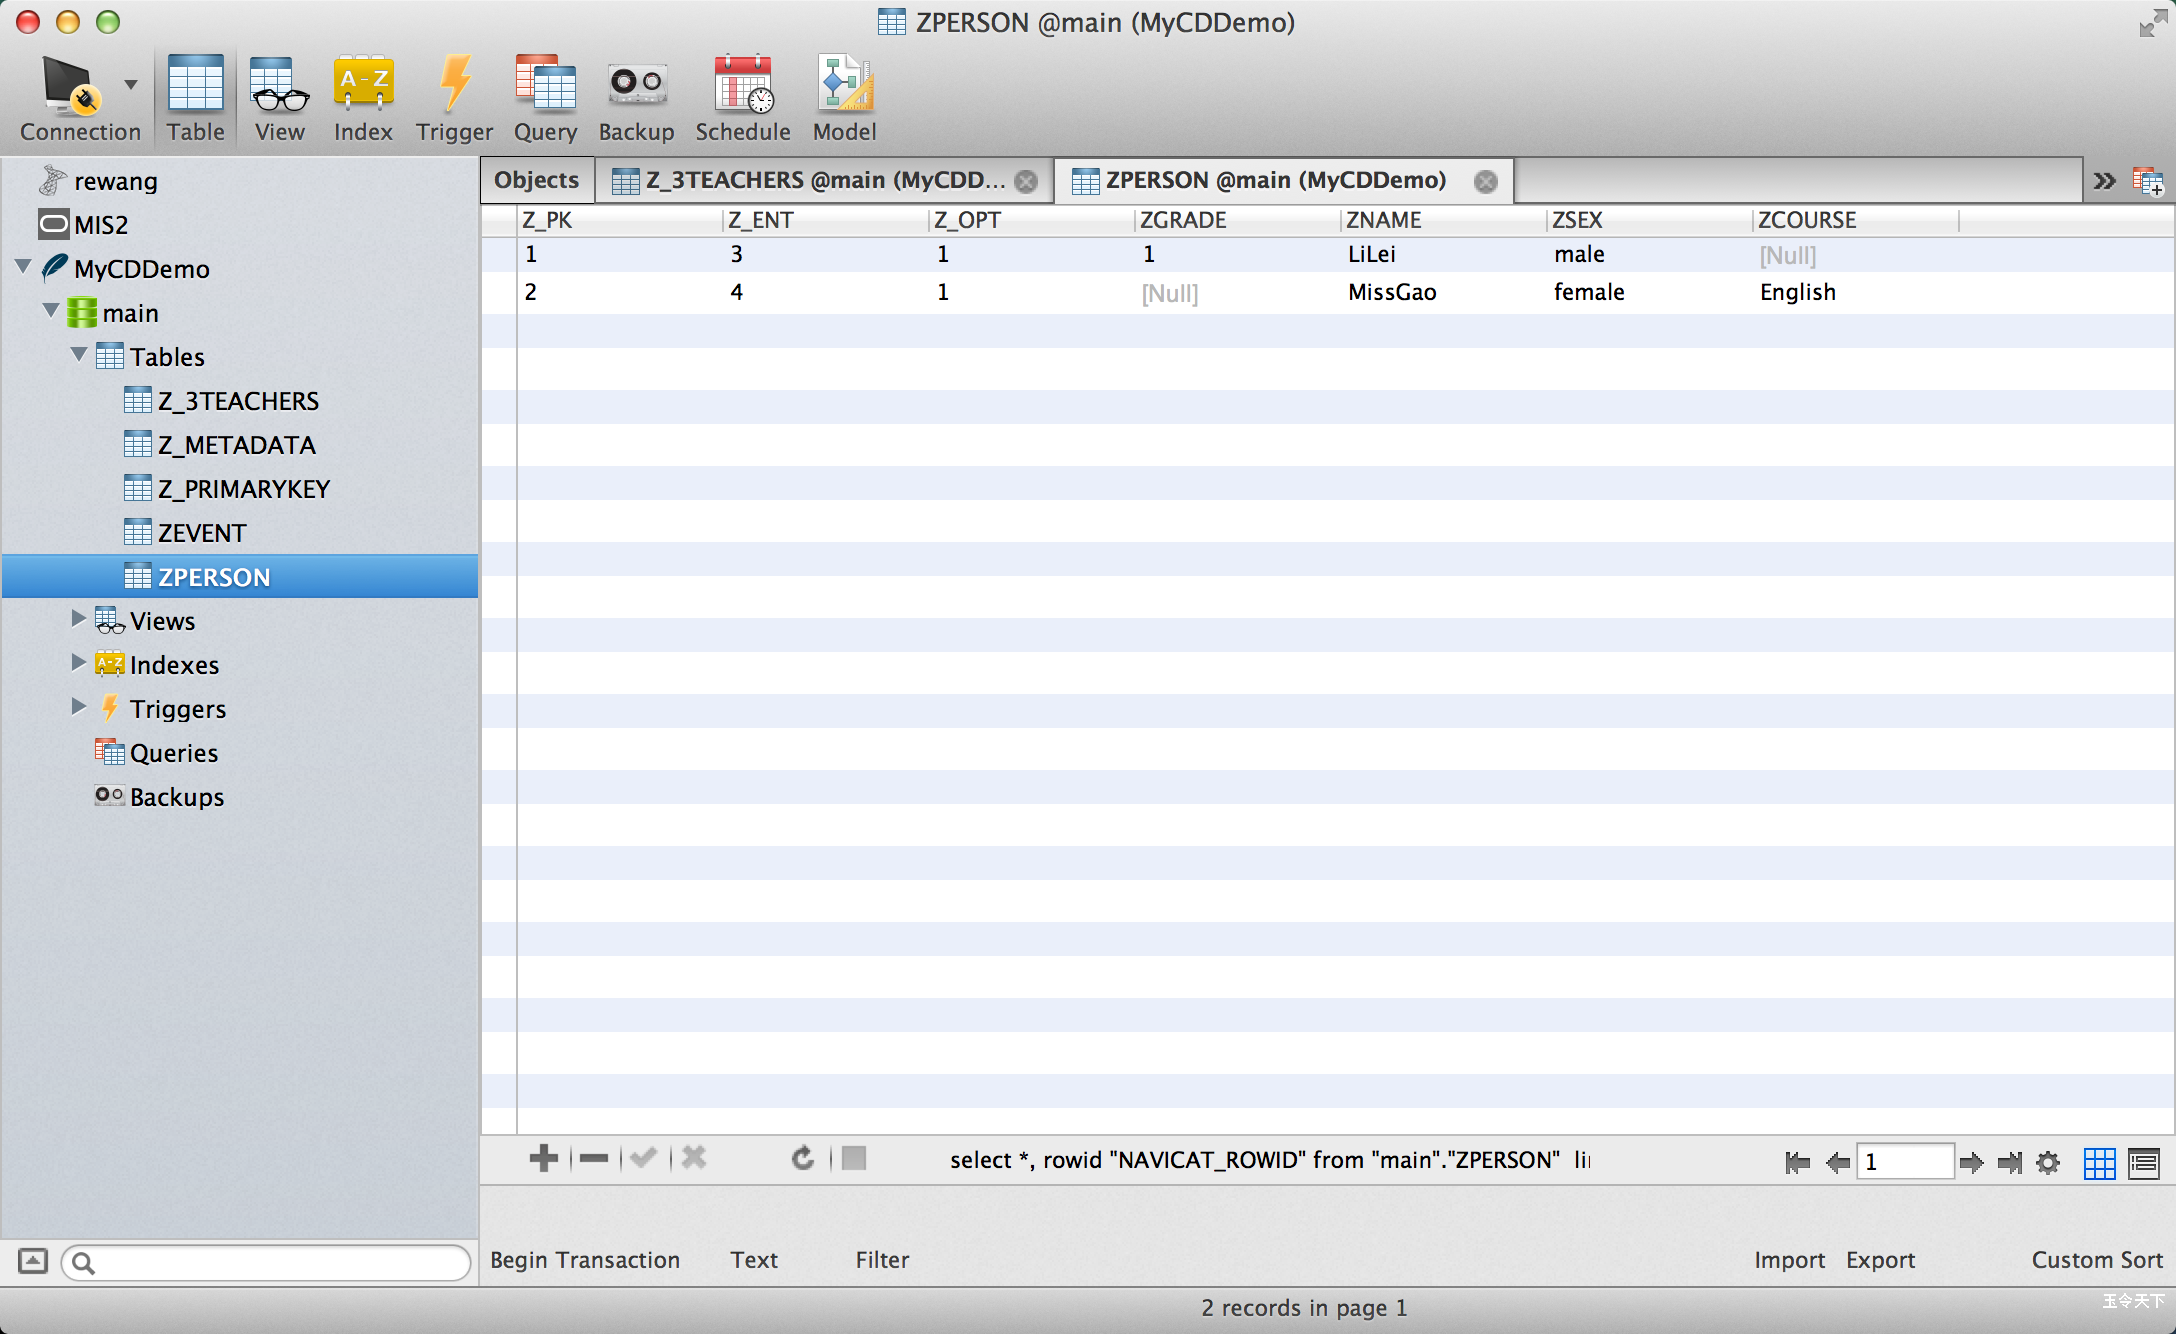 ZPERSON @main (MyCDDemo)
Connection Table View Index Trigger Query Backup Schedule Model
A-Z
rewang
MIS2
MyCDDemo
main
Tables
Z_3TEACHERS
Z_METADATA
Z_PRIMARYKEY
ZEVENT
ZPERSON
Views
Indexes
Triggers
Queries
Backups
Objects Z_3TEACHERS @main (MyCDD... ZPERSON @main (MyCDDemo)
Z_PK Z_ENT Z_OPT ZGRADE ZNAME ZSEX ZCOURSE
1 3 1 1 LiLei male [Null]
2 4 1 [Null] MissGao female English
select *, rowid "NAVICAT_ROWID" from "main"."ZPERSON" li
1
Begin Transaction Text Filter Import Export Custom Sort
2 records in page 1
玉令天下